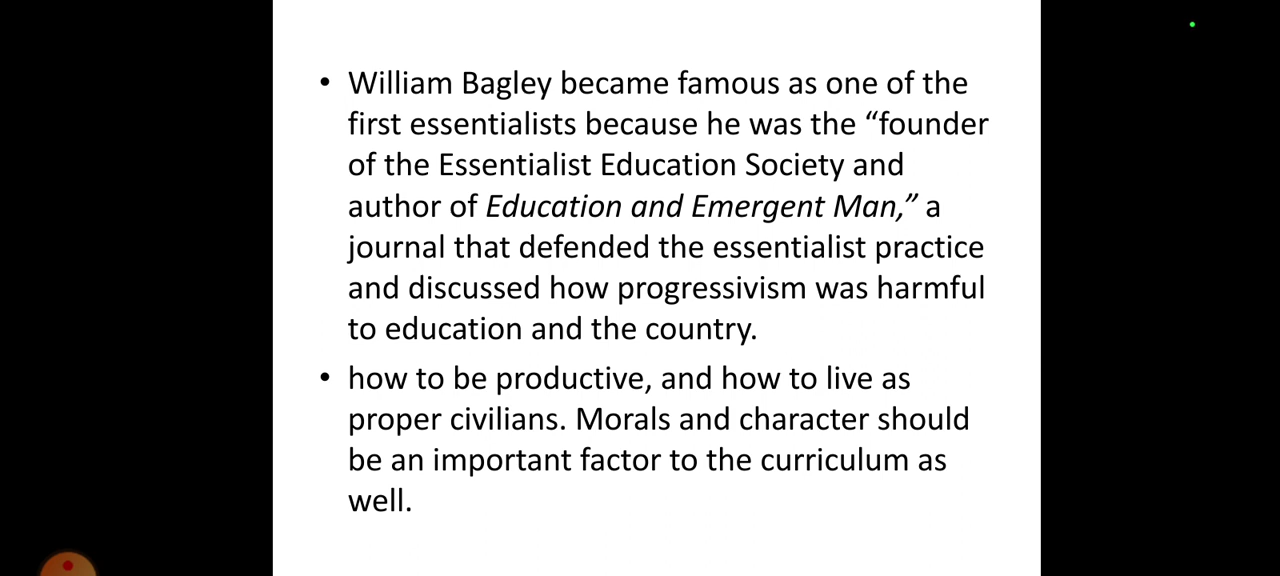 • William Bagley became famous as one of the
first essentialists because he was the “founder
of the Essentialist Education Society and
author of Education and Emergent Man,” a
journal that defended the essentialist practice
and discussed how progressivism was harmful
to education and the country.
• how to be productive, and how to live as
proper civilians. Morals and character should
be an important factor to the curriculum as
well.